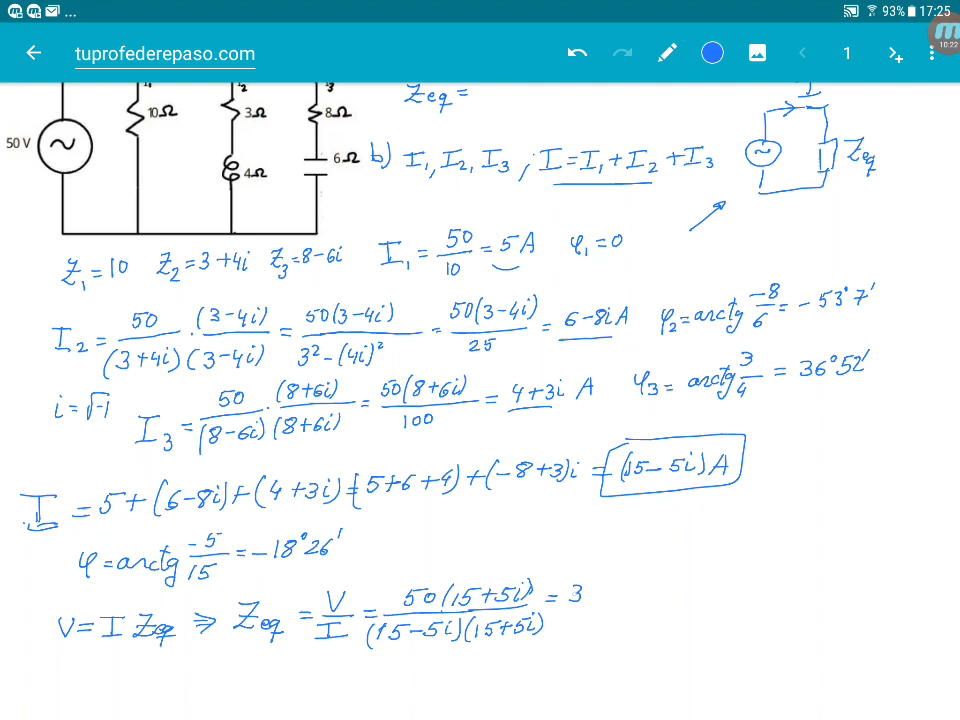 ... 93% 17:25
10:22
tuprofederepaso.com 1
Zeq =
I
50 V 10Ω 3Ω 8Ω
4Ω 6Ω
b) I₁, I₂, I₃ ; I = I₁ + I₂ + I₃ Zeq
Z₁ = 10 Z₂ = 3 + 4i Z₃ = 8 - 6i I₁ = 50/10 = 5 A φ₁ = 0
I₂ = 50/(3+4i) · (3-4i)/(3-4i) = 50(3-4i)/(3² - (4i)²) = 50(3-4i)/25 = 6 - 8i A φ₂ = arctg -8/6 = -53°7'
i = √-1 I₃ = 50/(8-6i) · (8+6i)/(8+6i) = 50(8+6i)/100 = 4 + 3i A φ₃ = arctg 3/4 = 36°52'
I = 5 + (6-8i) + (4+3i) = (5+6+4) + (-8+3)i = (15-5i) A
φ = arctg -5/15 = -18°26'
V = I Zeq ⇒ Zeq = V/I = 50(15+5i)/(15-5i)(15+5i) = 3